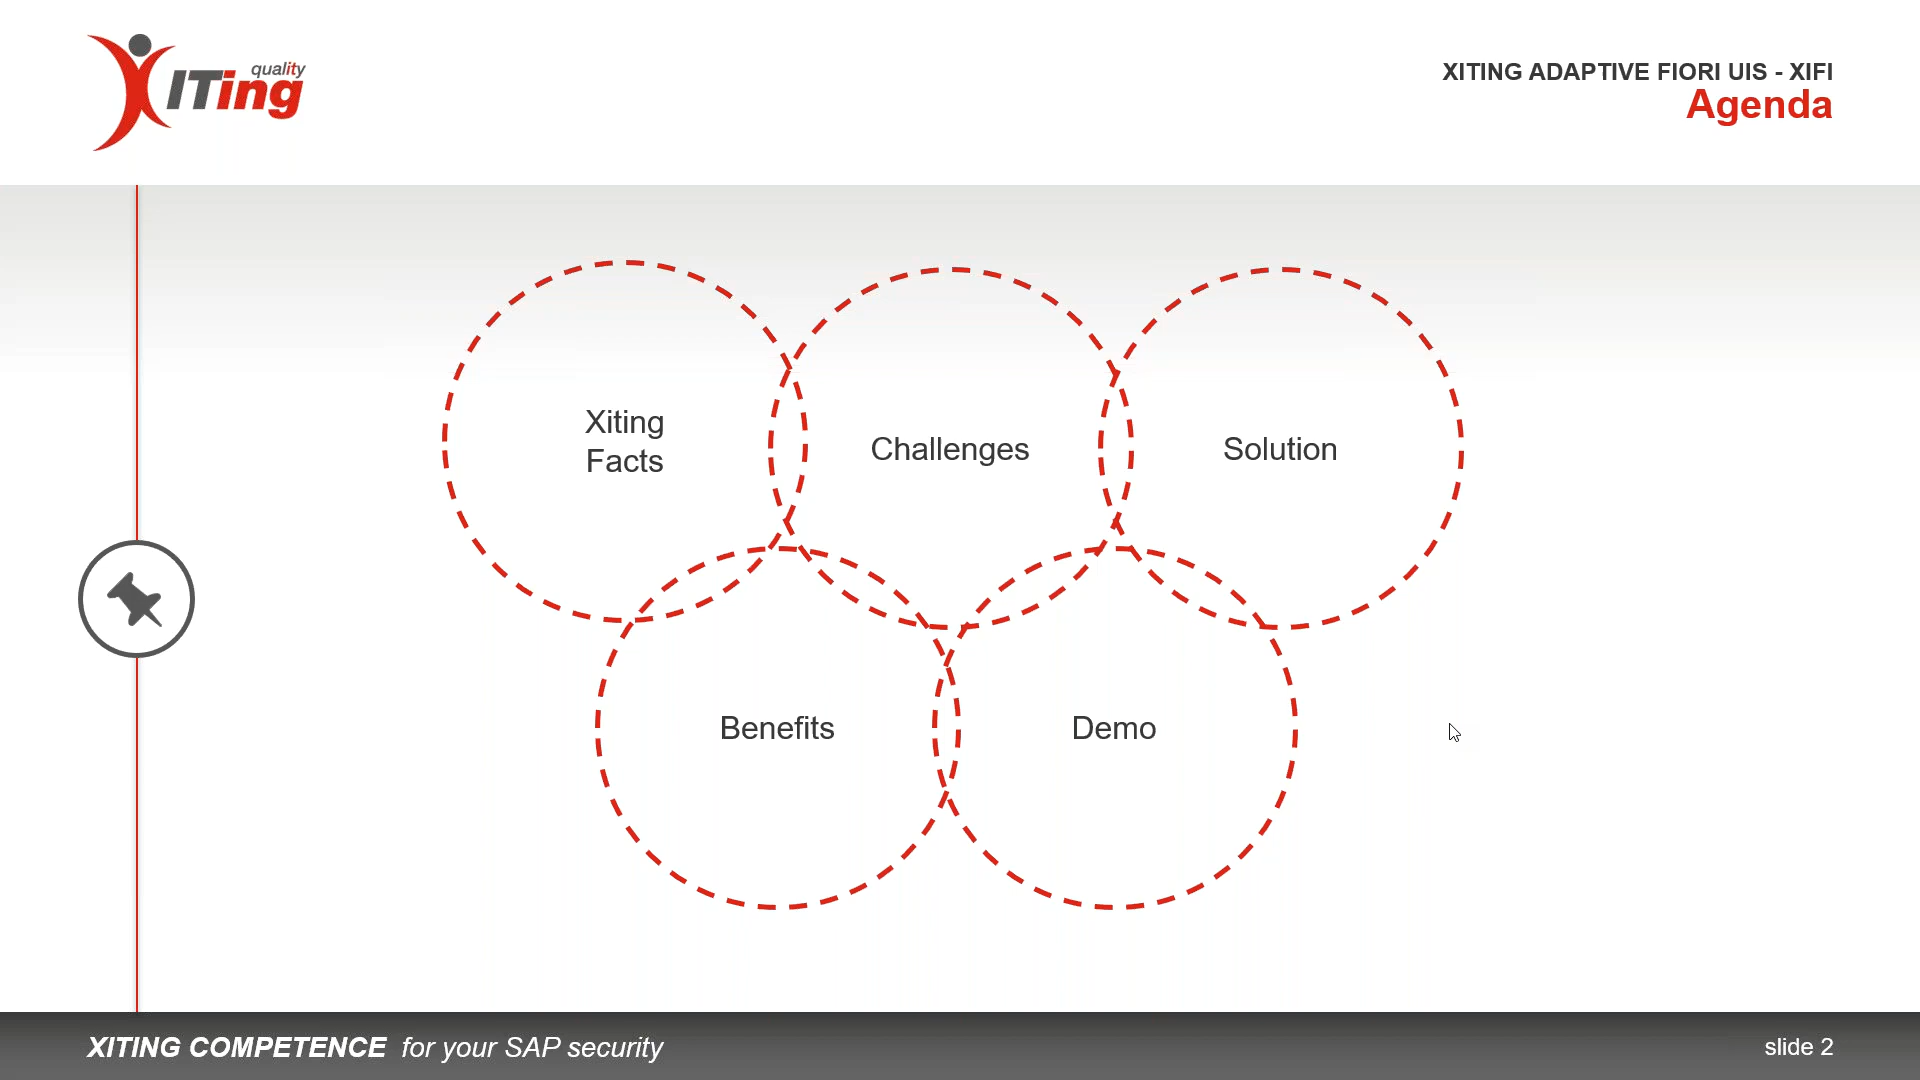 quality
XITing
XITING ADAPTIVE FIORI UIS - XIFI
Agenda
Xiting
Facts
Challenges
Solution
Benefits
Demo
XITING COMPETENCE for your SAP security
slide 2